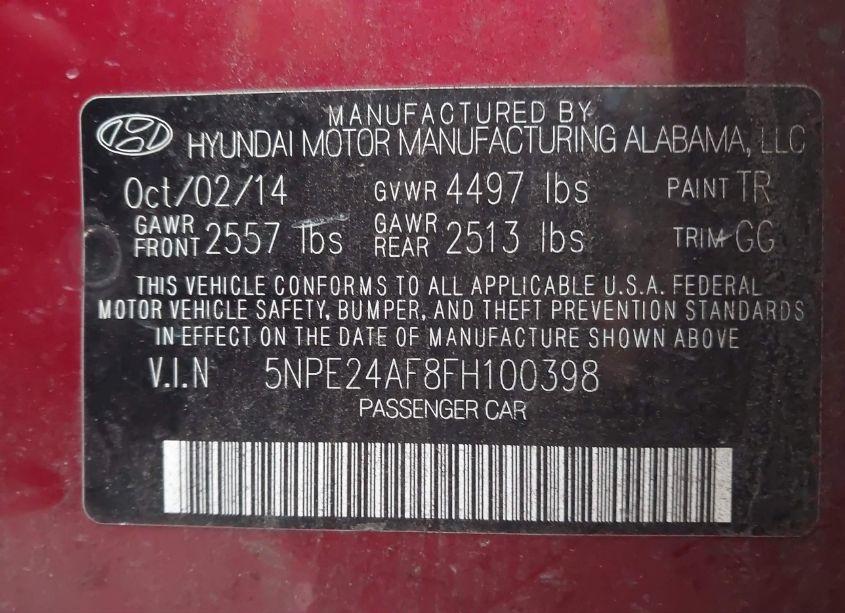 MANUFACTURED BY
HYUNDAI MOTOR MANUFACTURING ALABAMA, LLC
Oct/02/14 GVWR 4497 lbs PAINT TR
GAWR FRONT 2557 lbs GAWR REAR 2513 lbs TRIM GG
THIS VEHICLE CONFORMS TO ALL APPLICABLE U.S.A. FEDERAL
MOTOR VEHICLE SAFETY, BUMPER, AND THEFT PREVENTION STANDARDS
IN EFFECT ON THE DATE OF MANUFACTURE SHOWN ABOVE
V.I.N 5NPE24AF8FH100398
PASSENGER CAR